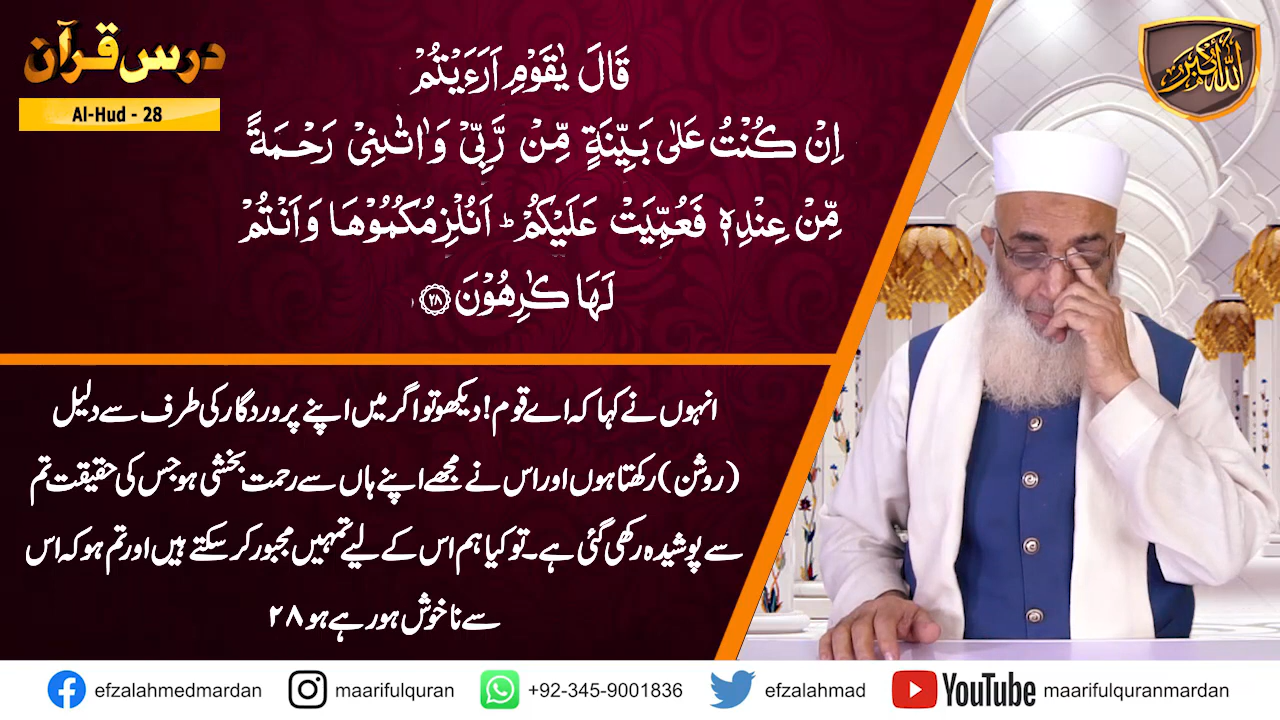 درس قرآن
Al-Hud - 28
قَالَ یٰقَوْمِ اَرَءَیْتُمْ
اِنْ كُنْتُ عَلٰى بَیِّنَةٍ مِّنْ رَّبِّیْ وَ اٰتٰىنِیْ رَحْمَةً
مِّنْ عِنْدِهٖ فَعُمِّیَتْ عَلَیْكُمْ ؕ اَنُلْزِمُكُمُوْهَا وَ اَنْتُمْ
لَهَا كٰرِهُوْنَ ۝۲۸
انہوں نے کہا کہ اے قوم! دیکھو تو اگر میں اپنے پروردگار کی طرف سے دلیل
(روشن) رکھتا ہوں اور اس نے مجھے اپنے ہاں سے رحمت بخشی ہو جس کی حقیقت تم
سے پوشیدہ رکھی گئی ہے۔ تو کیا ہم اس کے لیے تمہیں مجبور کر سکتے ہیں اور تم ہو کہ اس
سے ناخوش ہو رہے ہو ۲۸
الله أكبر
efzalahmedmardan
maarifulquran
+92-345-9001836
efzalahmad
YouTube maarifulquranmardan